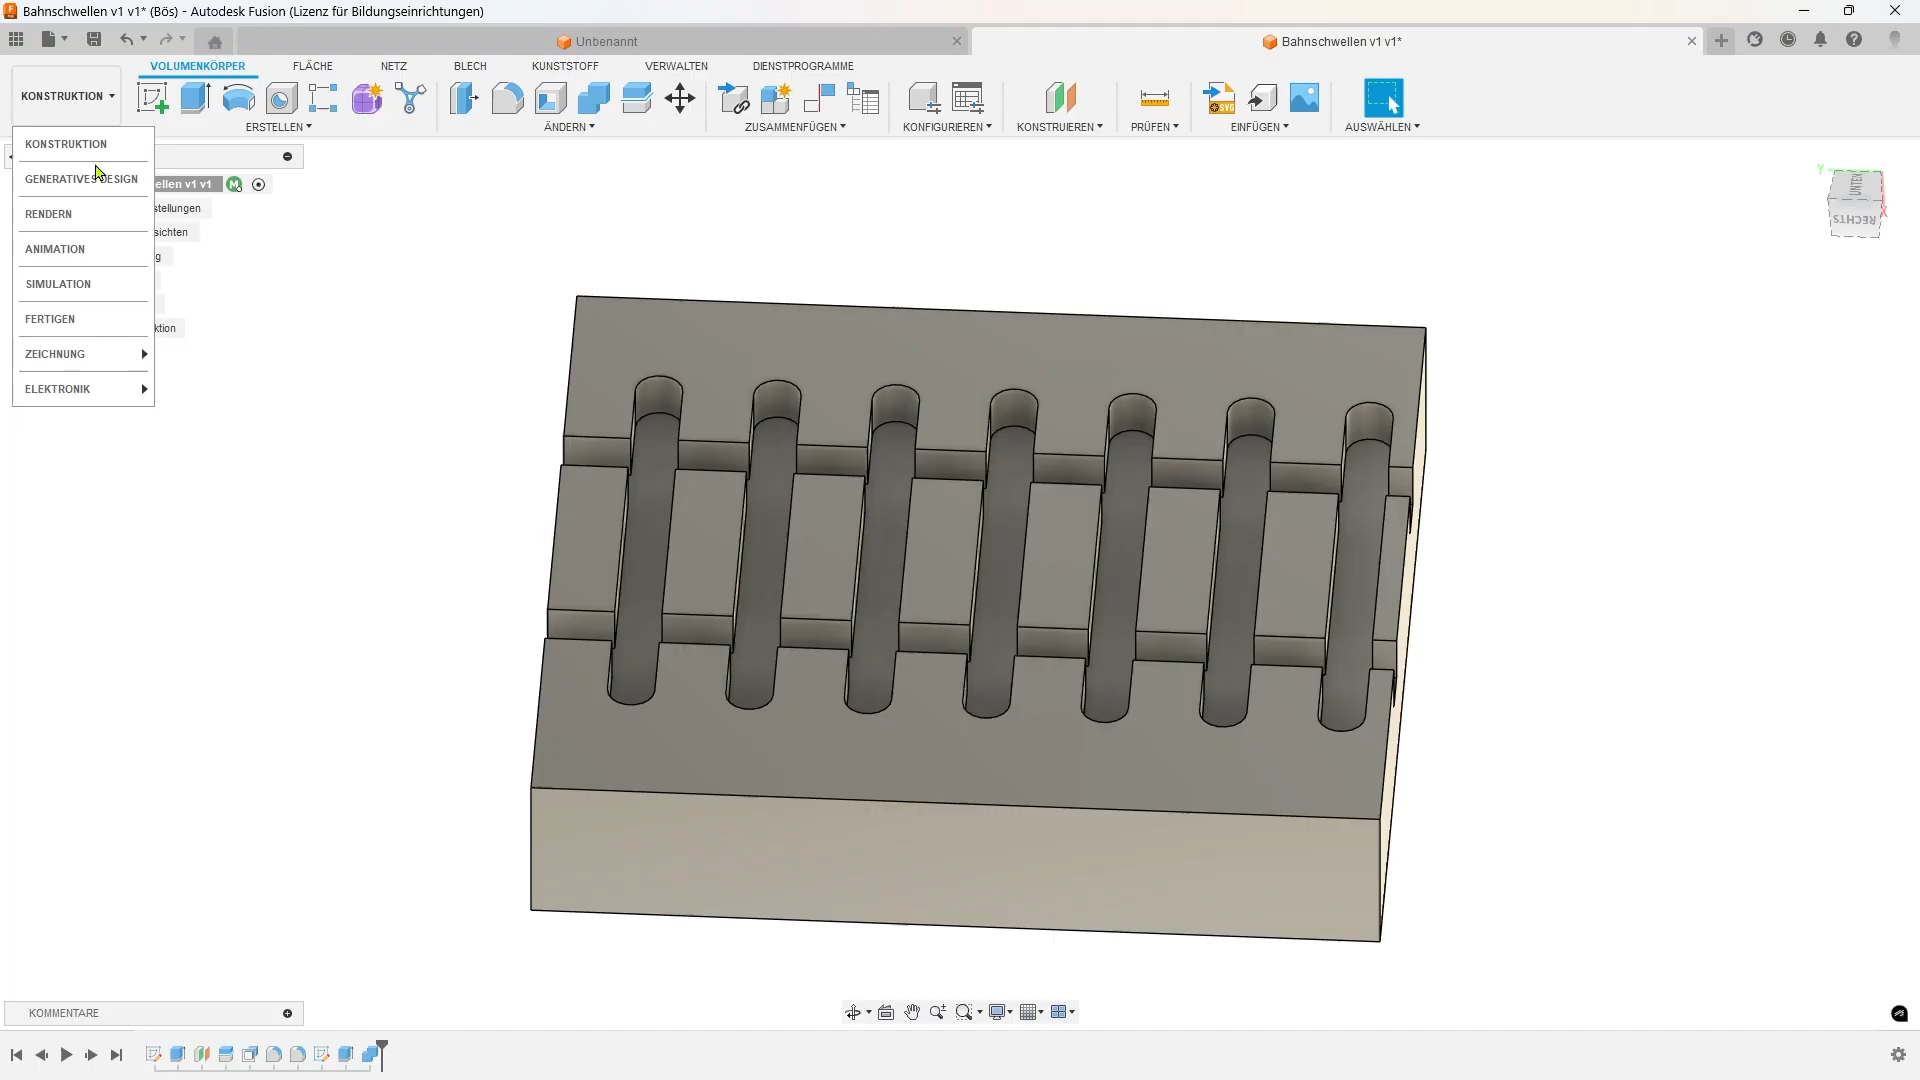 Bahnschwellen v1 v1* (Bös) - Autodesk Fusion (Lizenz für Bildungseinrichtungen)
Unbenannt
Bahnschwellen v1 v1*
KONSTRUKTION
VOLUMENKÖRPER
FLÄCHE
NETZ
BLECH
KUNSTSTOFF
VERWALTEN
DIENSTPROGRAMME
ERSTELLEN
ÄNDERN
ZUSAMMENFÜGEN
KONFIGURIEREN
KONSTRUIEREN
PRÜFEN
EINFÜGEN
AUSWÄHLEN
SVG
KONSTRUKTION
GENERATIVES DESIGN
RENDERN
ANIMATION
SIMULATION
FERTIGEN
ZEICHNUNG
ELEKTRONIK
ellen v1 v1
M
stellungen
sichten
g
ktion
Y
UNTEN
RECHTS
X
KOMMENTARE